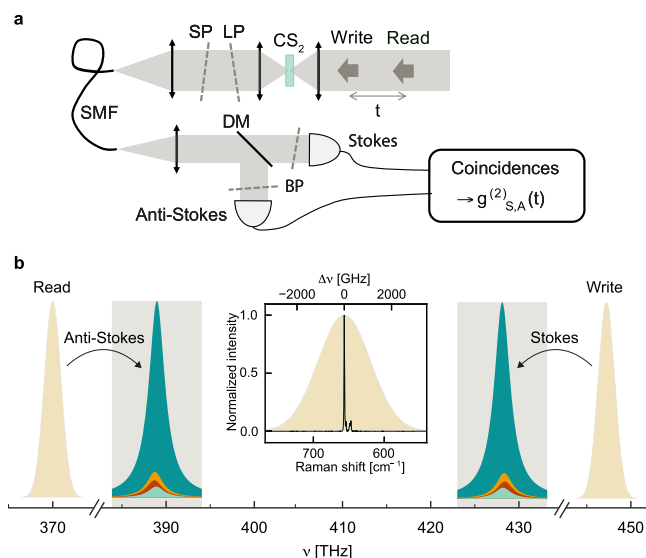 a
SP LP CS2 Write Read
t
SMF
DM
Stokes
BP
Anti-Stokes
Coincidences
→ g(2)S,A(t)
b
Read
Write
Anti-Stokes
Stokes
Δν [GHz]
−2000 0 2000
Normalized intensity
1.0
0.5
0.0
700 600
Raman shift [cm⁻¹]
370 390 400 410 420 430 450
ν [THz]